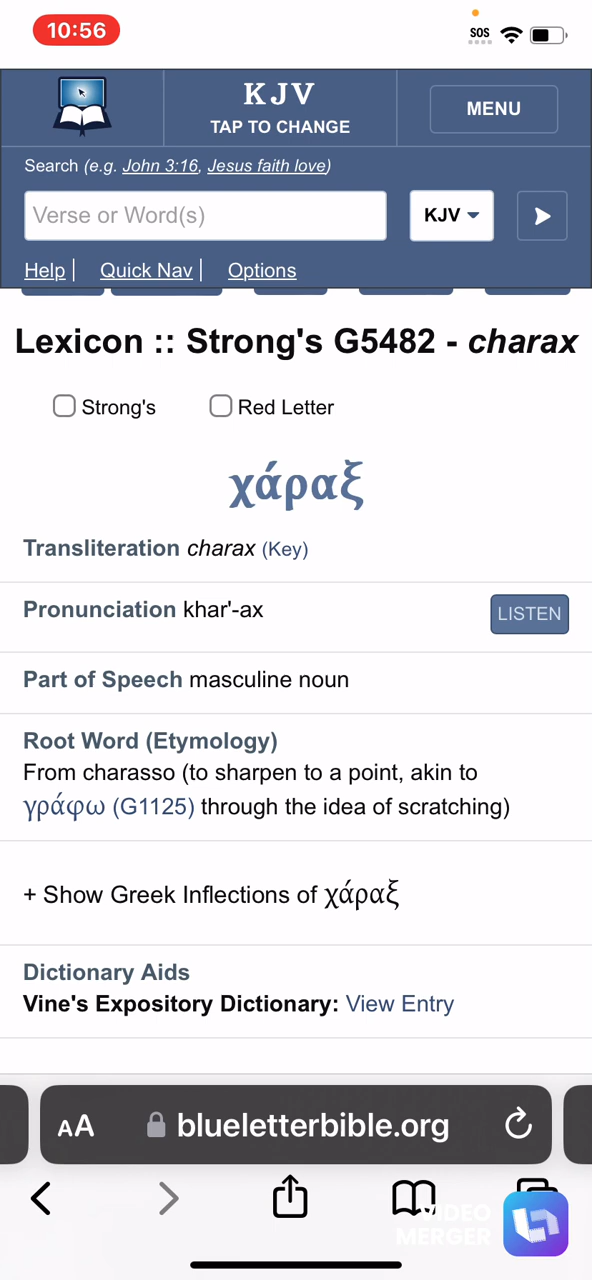 10:56
SOS
KJV
TAP TO CHANGE
MENU
Search (e.g. John 3:16, Jesus faith love)
Verse or Word(s)
KJV
Help | Quick Nav | Options
Lexicon :: Strong's G5482 - charax
Strong's
Red Letter
χάραξ
Transliteration charax (Key)
Pronunciation khar'-ax
LISTEN
Part of Speech masculine noun
Root Word (Etymology)
From charasso (to sharpen to a point, akin to
γράφω (G1125) through the idea of scratching)
+ Show Greek Inflections of χάραξ
Dictionary Aids
Vine's Expository Dictionary: View Entry
AA
blueletterbible.org
VIDEO
MERGER